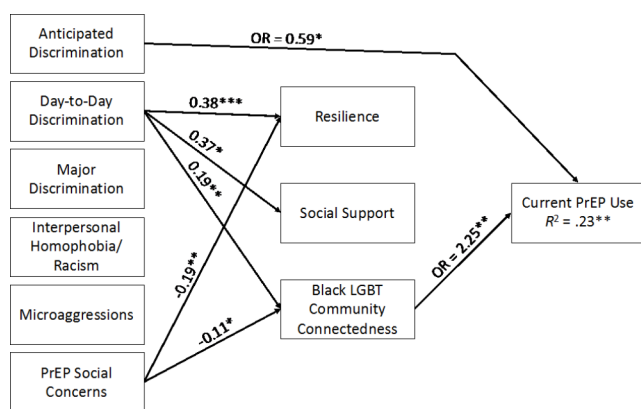 Anticipated
Discrimination
OR = 0.59*
Day-to-Day
Discrimination
0.38***
Resilience
0.37*
0.19**
Major
Discrimination
Social Support
Current PrEP Use
R² = .23**
Interpersonal
Homophobia/
Racism
-0.19**
OR = 2.25**
Microaggressions
Black LGBT
Community
Connectedness
-0.11*
PrEP Social
Concerns